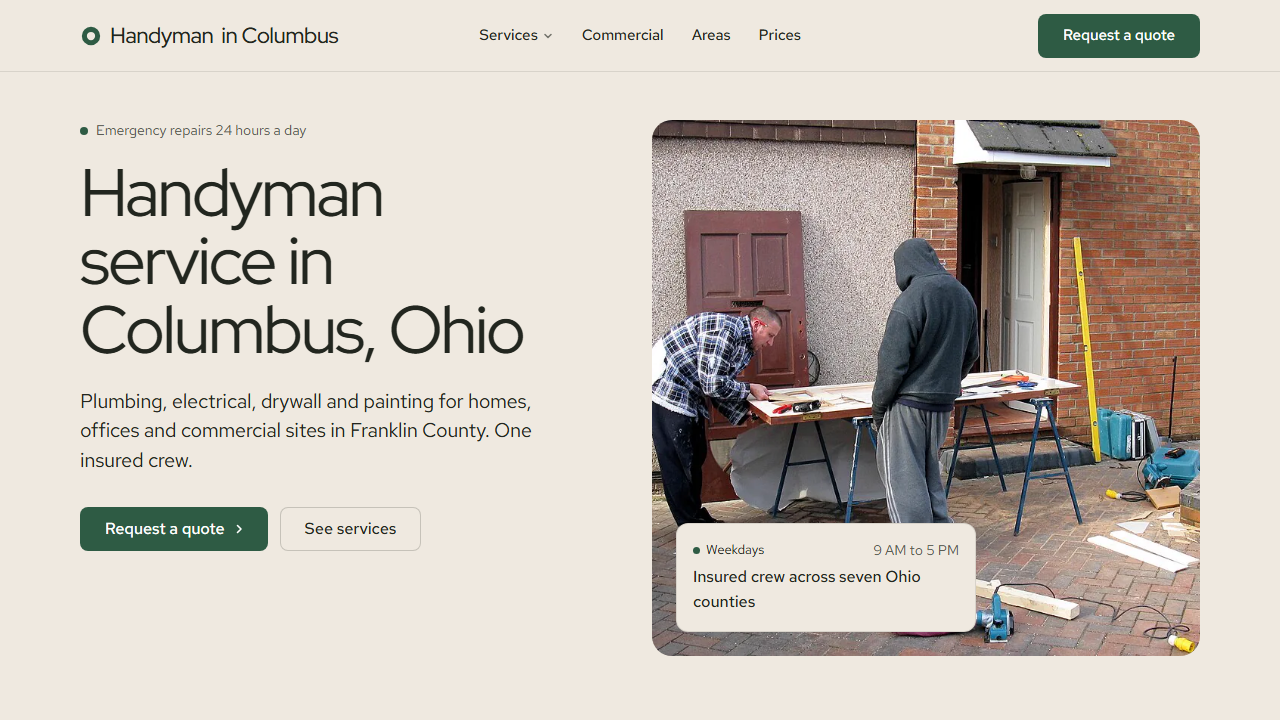 Handyman in Columbus
Services
Commercial
Areas
Prices
Request a quote
Emergency repairs 24 hours a day
Handyman
service in
Columbus, Ohio
Plumbing, electrical, drywall and painting for homes,
offices and commercial sites in Franklin County. One
insured crew.
Request a quote
See services
Weekdays
9 AM to 5 PM
Insured crew across seven Ohio
counties